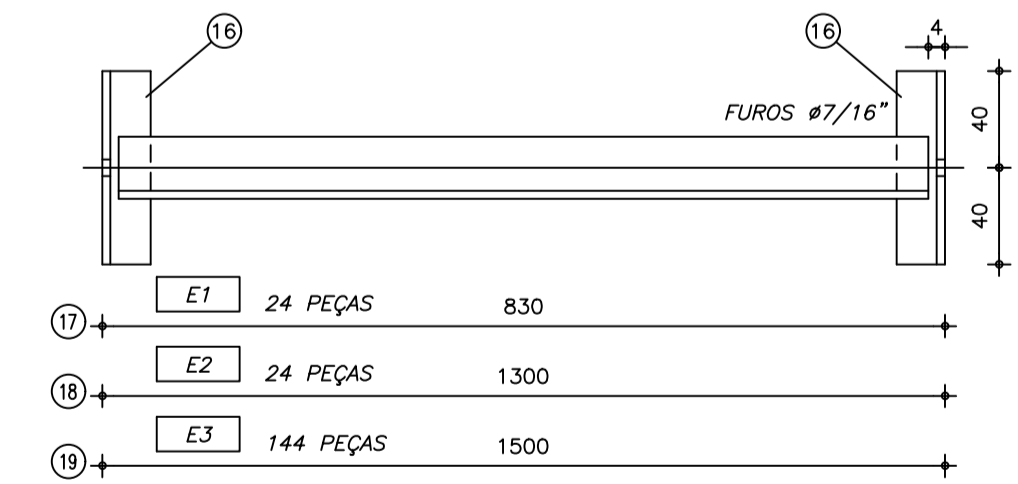 16
16
4
FUROS ø7/16"
40
40
E1 24 PEÇAS 830
17
E2 24 PEÇAS 1300
18
E3 144 PEÇAS 1500
19